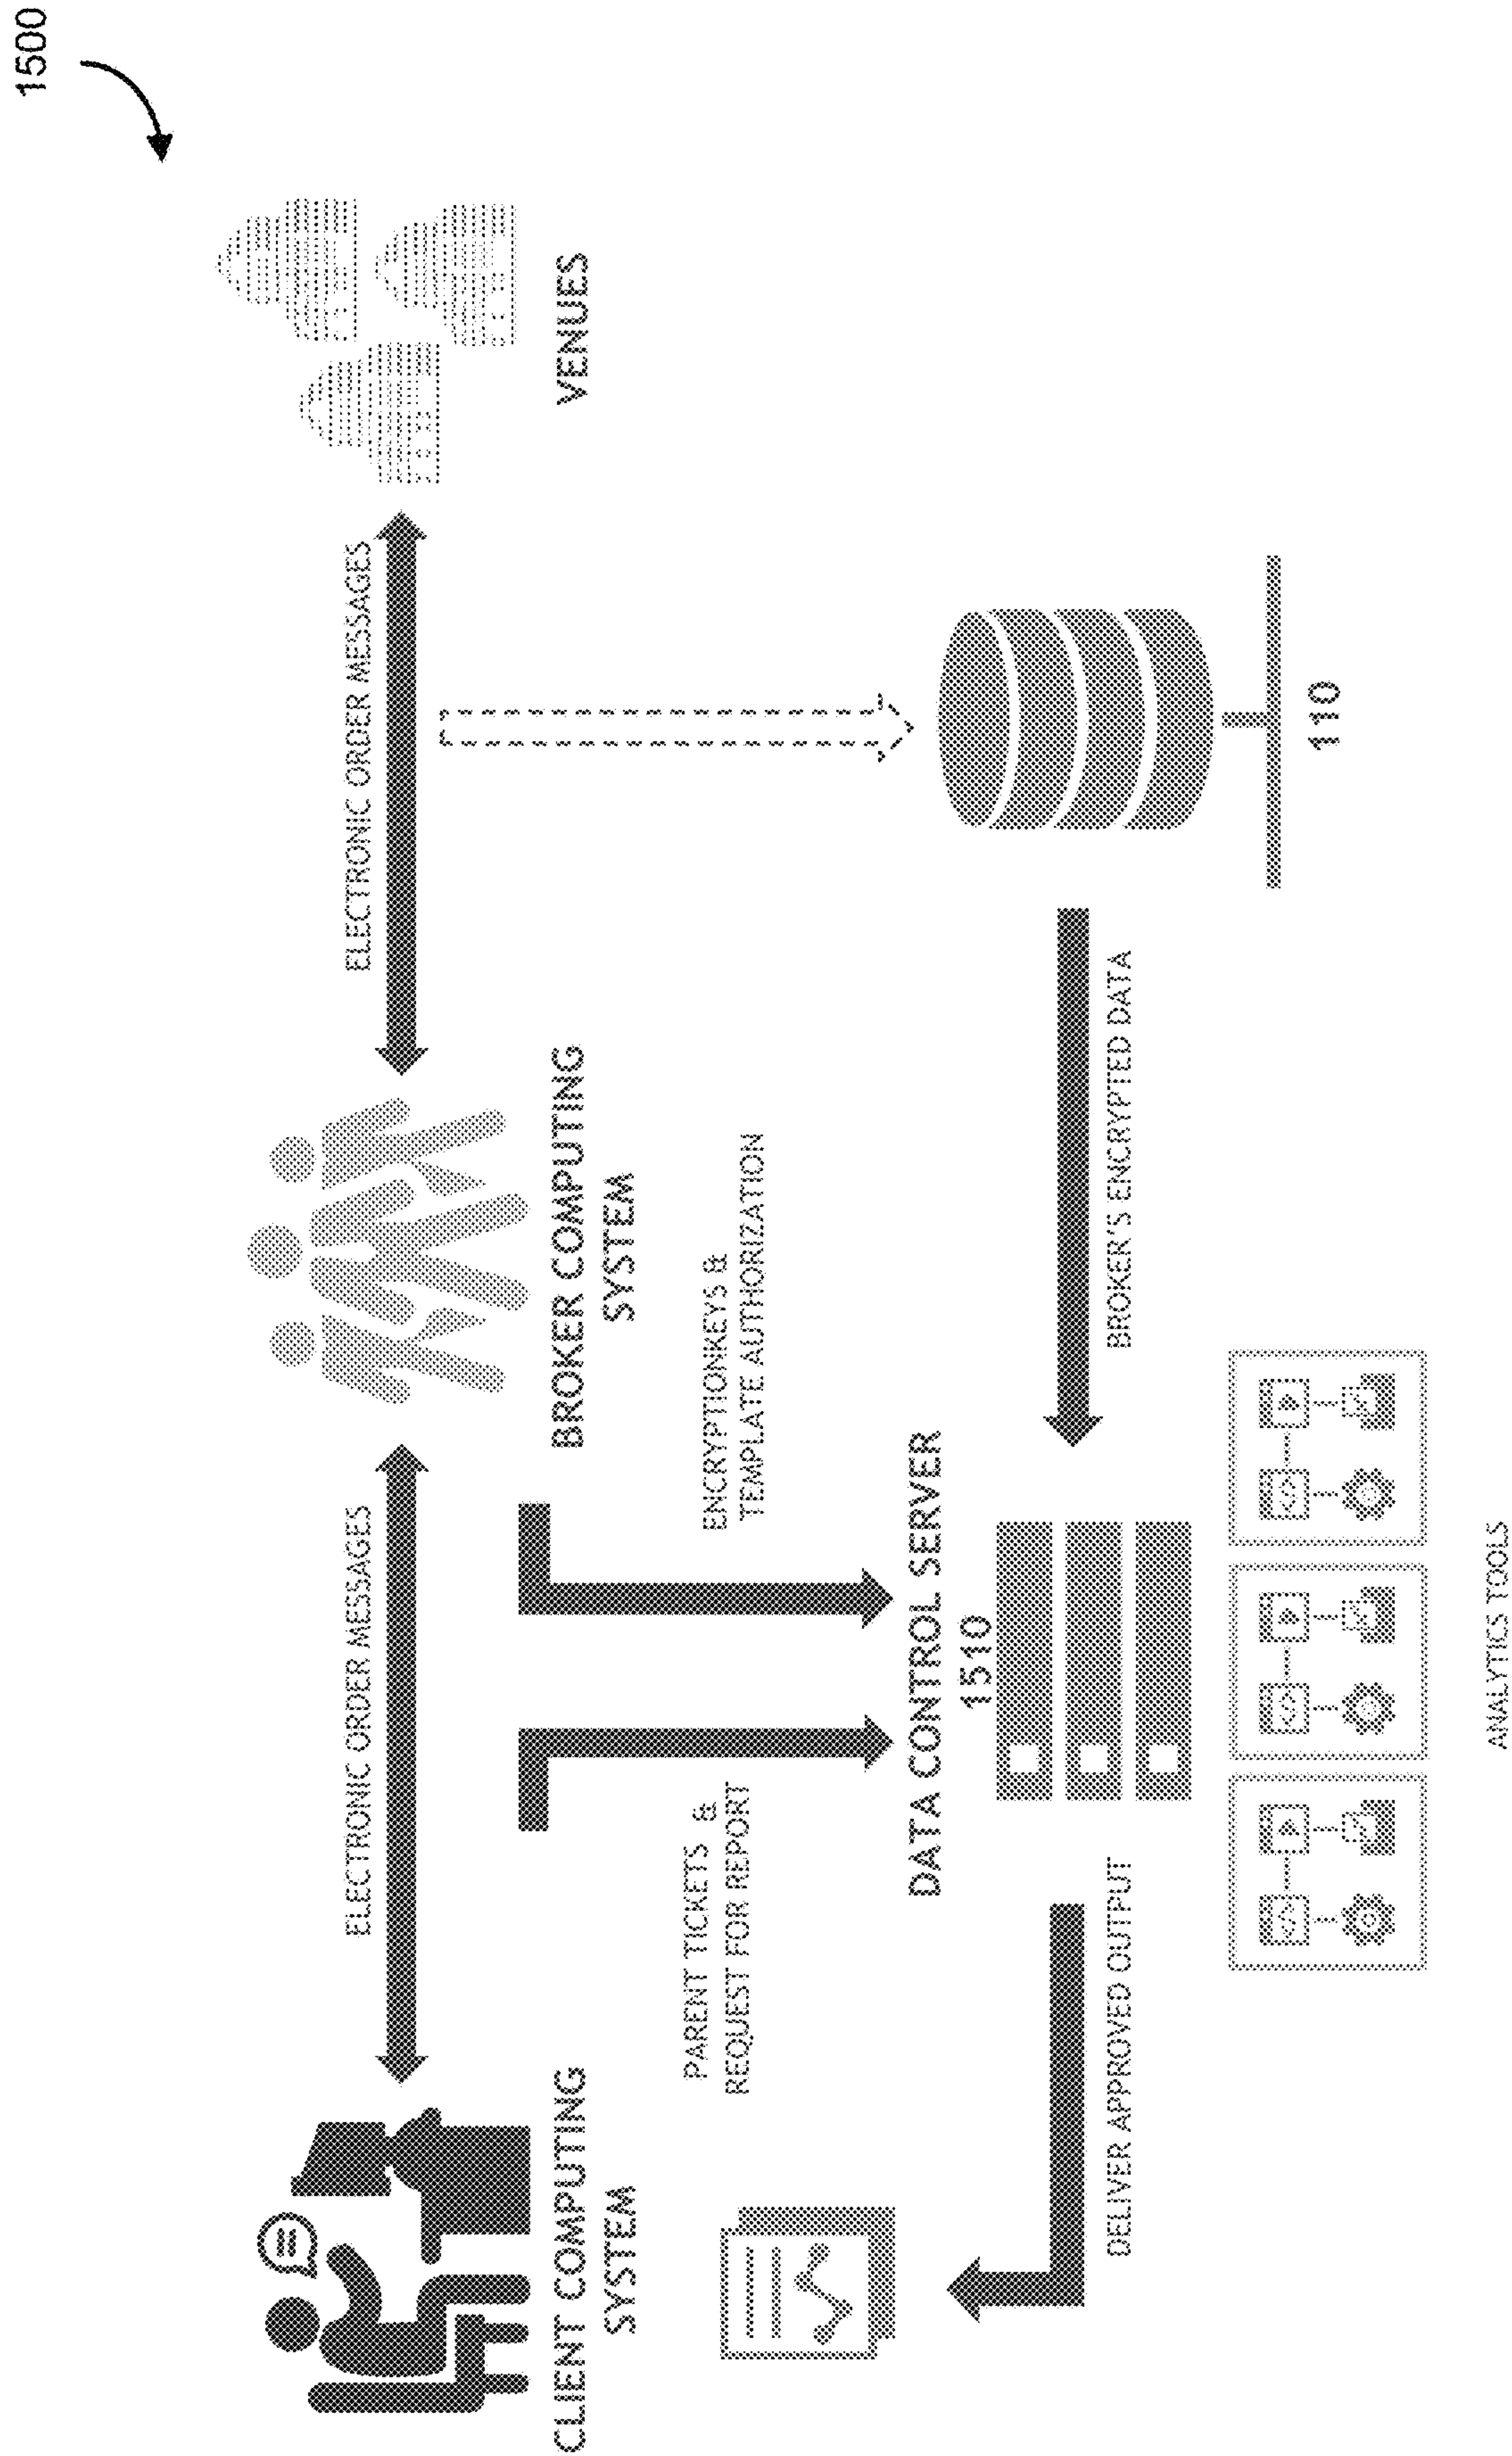 1500
ELECTRONIC ORDER MESSAGES
ELECTRONIC ORDER MESSAGES
CLIENT COMPUTING
SYSTEM
BROKER COMPUTING
SYSTEM
VENUES
PARENT TICKETS &
REQUEST FOR REPORT
ENCRYPTIONKEYS &
TEMPLATE AUTHORIZATION
DATA CONTROL SERVER
1510
DELIVER APPROVED OUTPUT
BROKER'S ENCRYPTED DATA
110
ANALYTICS TOOLS